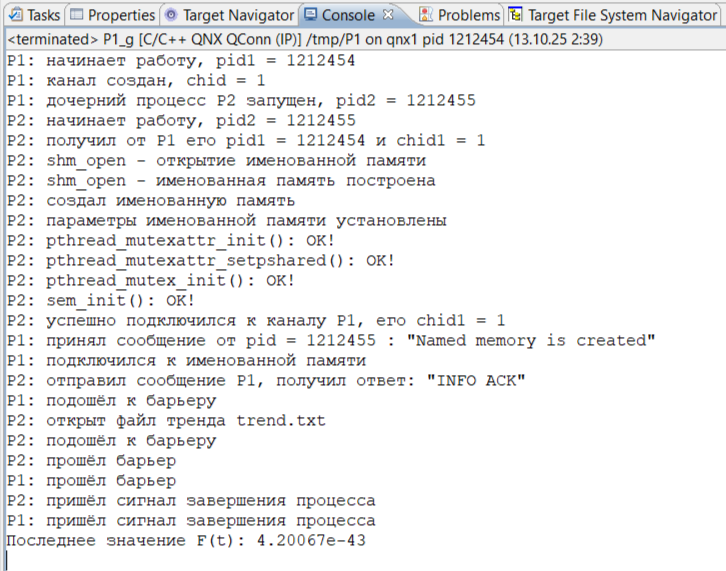 Tasks Properties Target Navigator Console Problems Target File System Navigator
<terminated> P1_g [C/C++ QNX QConn (IP)] /tmp/P1 on qnx1 pid 1212454 (13.10.25 2:39)
P1: начинает работу, pid1 = 1212454
P1: канал создан, chid = 1
P1: дочерний процесс P2 запущен, pid2 = 1212455
P2: начинает работу, pid2 = 1212455
P2: получил от P1 его pid1 = 1212454 и chid1 = 1
P2: shm_open - открытие именованной памяти
P2: shm_open - именованная память построена
P2: создал именованную память
P2: параметры именованной памяти установлены
P2: pthread_mutexattr_init(): OK!
P2: pthread_mutexattr_setpshared(): OK!
P2: pthread_mutex_init(): OK!
P2: sem_init(): OK!
P2: успешно подключился к каналу P1, его chid1 = 1
P1: принял сообщение от pid = 1212455 : "Named memory is created"
P1: подключился к именованной памяти
P2: отправил сообщение P1, получил ответ: "INFO ACK"
P1: подошёл к барьеру
P2: открыт файл тренда trend.txt
P2: подошёл к барьеру
P2: прошёл барьер
P1: прошёл барьер
P2: пришёл сигнал завершения процесса
P1: пришёл сигнал завершения процесса
Последнее значение F(t): 4.20067e-43